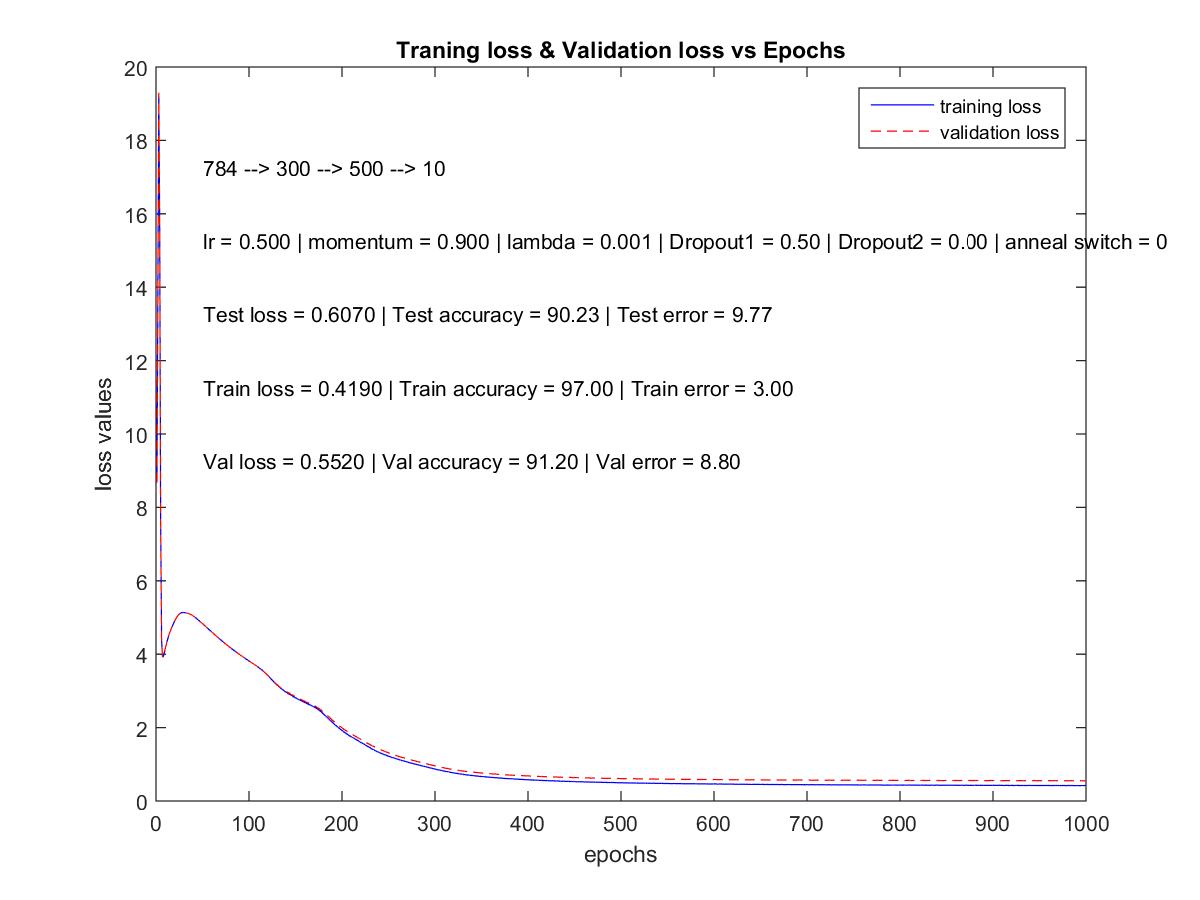 Traning loss & Validation loss vs Epochs
training loss
validation loss
784 --> 300 --> 500 --> 10
lr = 0.500 | momentum = 0.900 | lambda = 0.001 | Dropout1 = 0.50 | Dropout2 = 0.00 | anneal switch = 0
Test loss = 0.6070 | Test accuracy = 90.23 | Test error = 9.77
Train loss = 0.4190 | Train accuracy = 97.00 | Train error = 3.00
Val loss = 0.5520 | Val accuracy = 91.20 | Val error = 8.80
loss values
20
18
16
14
12
10
8
6
4
2
0
0 100 200 300 400 500 600 700 800 900 1000
epochs